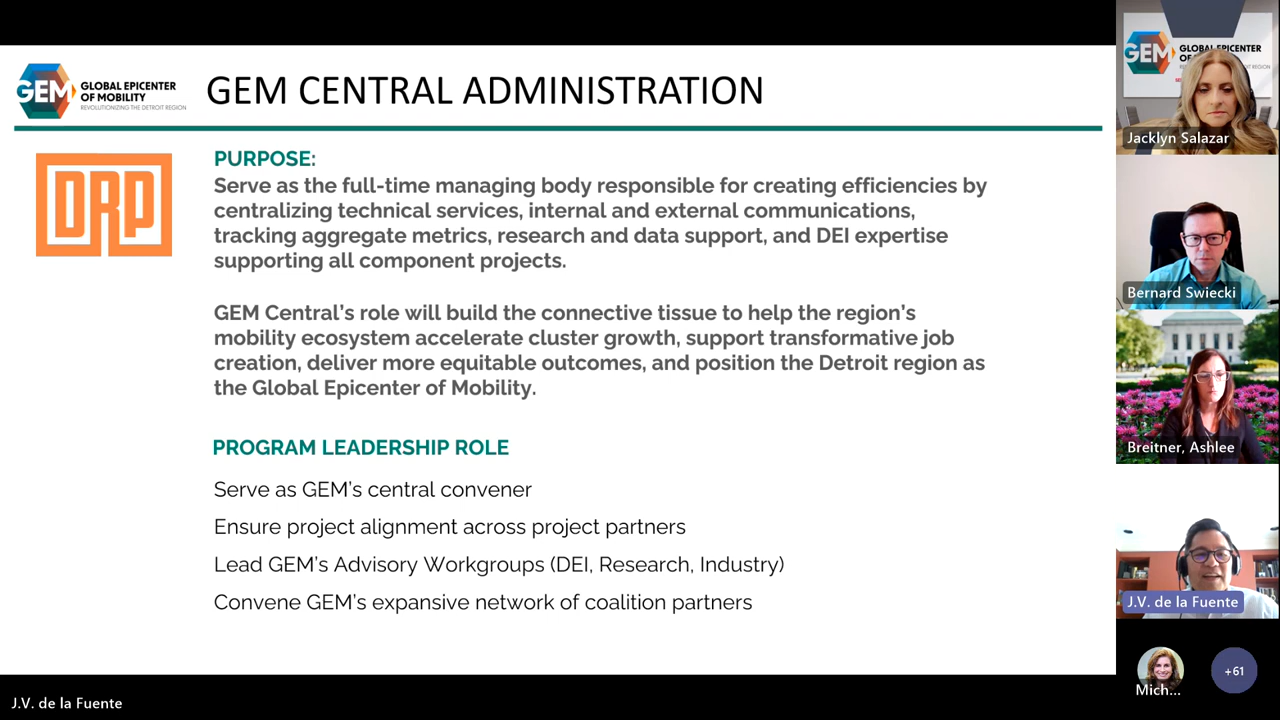 GEM
GLOBAL EPICENTER
OF MOBILITY
REVOLUTIONIZING THE DETROIT REGION
GEM CENTRAL ADMINISTRATION
DRP
PURPOSE:
Serve as the full-time managing body responsible for creating efficiencies by
centralizing technical services, internal and external communications,
tracking aggregate metrics, research and data support, and DEI expertise
supporting all component projects.
GEM Central's role will build the connective tissue to help the region's
mobility ecosystem accelerate cluster growth, support transformative job
creation, deliver more equitable outcomes, and position the Detroit region as
the Global Epicenter of Mobility.
PROGRAM LEADERSHIP ROLE
Serve as GEM's central convener
Ensure project alignment across project partners
Lead GEM's Advisory Workgroups (DEI, Research, Industry)
Convene GEM's expansive network of coalition partners
J.V. de la Fuente
GEM
GLOBAL EPICENTER
Jacklyn Salazar
Bernard Swiecki
Breitner, Ashlee
J.V. de la Fuente
Mich...
+61